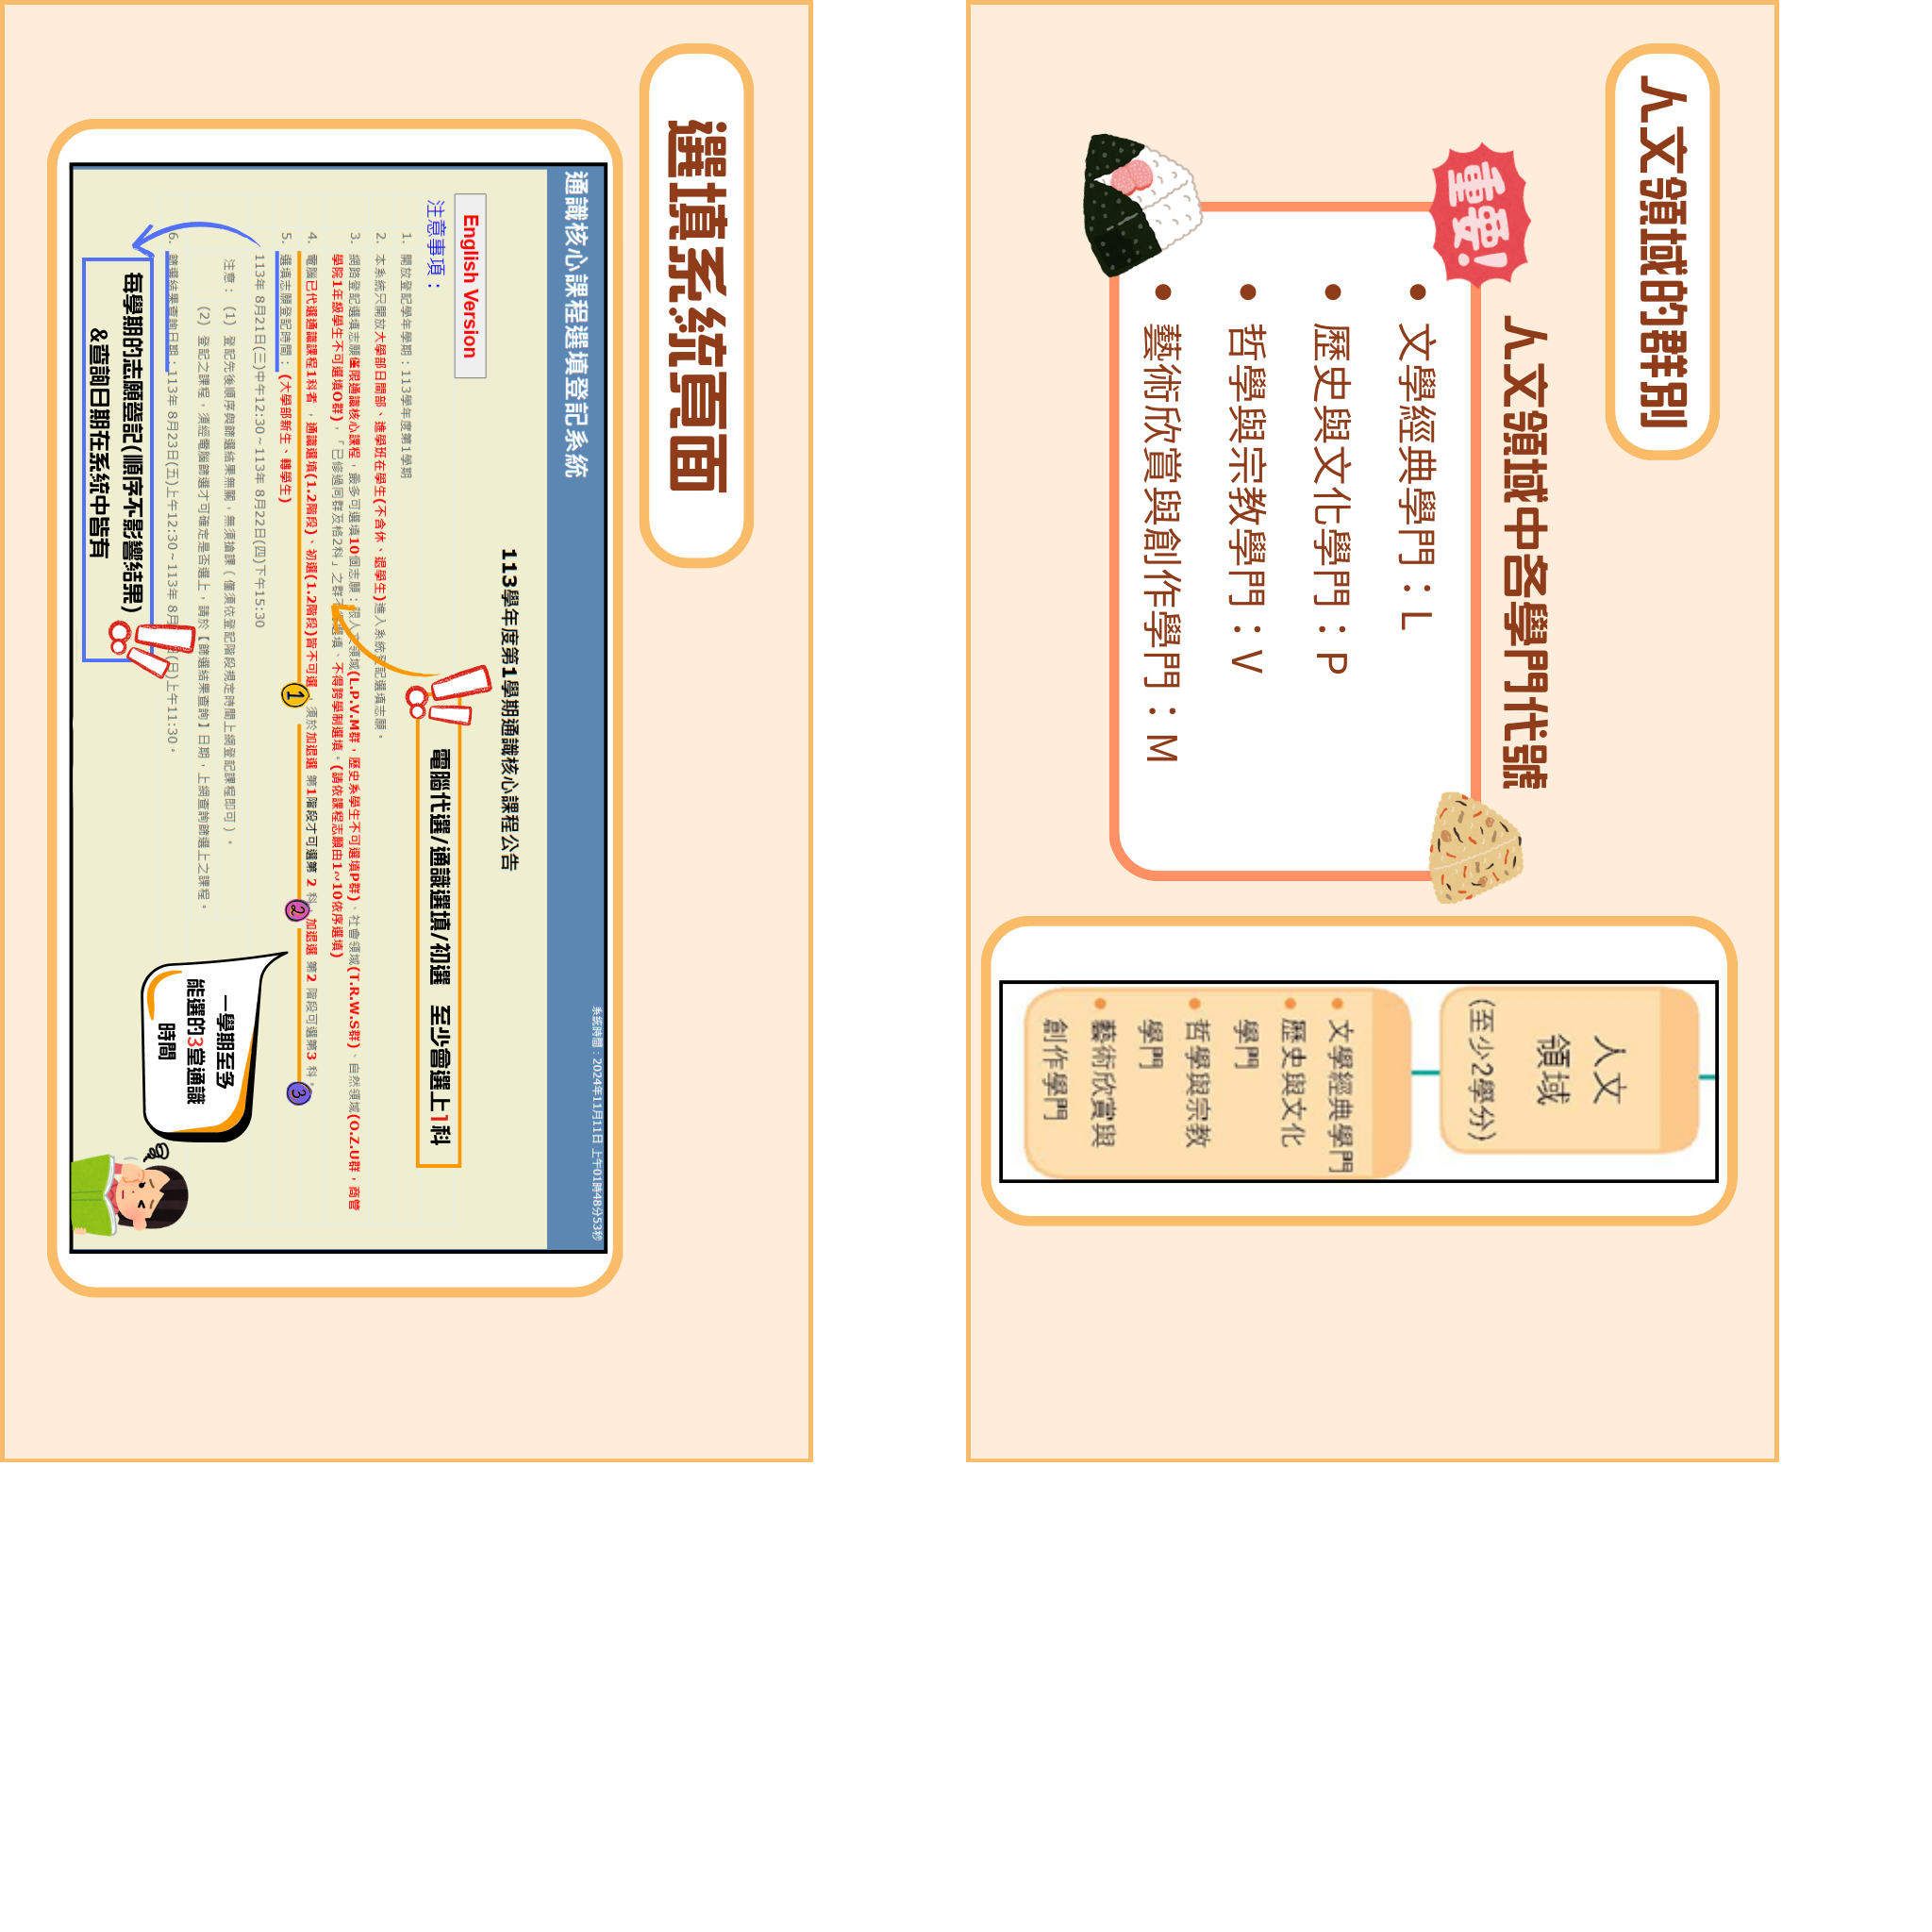 人文領域的群別
重要!
人文領域中各學門代號
• 文學經典學門：L
• 歷史與文化學門：P
• 哲學與宗教學門：V
• 藝術欣賞與創作學門：M
人文
領域
(至少2學分)
• 文學經典學門
• 歷史與文化
學門
• 哲學與宗教
學門
• 藝術欣賞與
創作學門
選填系統頁面
系統時間：2024年11月11日 上午01時48分53秒
通識核心課程選填登記系統
113學年度第1學期通識核心課程公告
English Version
電腦代選/通識選填/初選 至少會選上1科
注意事項：
1. 開放登記學年學期：113學年度第1學期
2. 本系統只開放大學部日間部、進學班在學生(不含休、退學生)進入系統登記選填志願。
3. 網路登記選填志願僅限通識核心課程，最多可選填10個志願：限人文領域(L.P.V.M群，歷史系學生不可選填P群)、社會領域(T.R.W.S群)、自然領域(O.Z.U群，商管
學院1年級學生不可選填O群)，「已修過同群及格2科」之群不選填、不得跨學制選填。(請依課程志願由1~10依序選填)
4. 電腦已代選通識課程1科者，通識選填(1.2階段)、初選(1.2階段)皆不可選，須於加退選 第1階段才可選第 2 科，加退選 第2 階段可選第3 科。
1
2
3
5. 選填志願登記時間：(大學部新生、轉學生)
113年 8月21日(三)中午12:30~113年 8月22日(四)下午15:30
注意： (1) 登記先後順序與篩選結果無關，無須搶課（僅須依登記階段規定時間上網登記課程即可）。
(2) 登記之課程，須經電腦篩選才可確定是否選上，請於【篩選結果查詢】日期，上網查詢篩選上之課程。
6. 篩選結果查詢日期：113年 8月23日(五)上午12:30~113年 8月 (日)上午11:30。
每學期的志願登記(順序不影響結果)
&查詢日期在系統中皆有
一學期至多
能選的3堂通識
時間